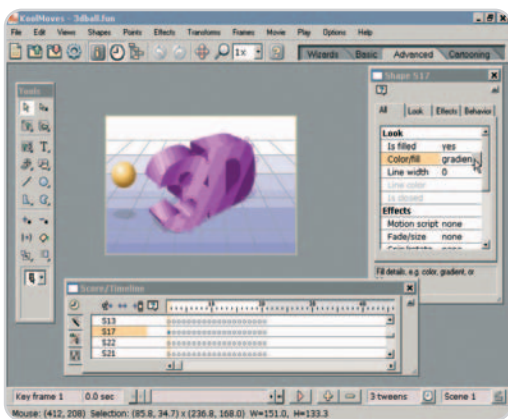 KoolMoves - 3dball.fun
File Edit Views Shapes Points Effects Transforms Frames Movie Play Options Help
1x Wizards Basic Advanced Cartooning
Tools
T
3D
Shape S17
All Look Effects Behavior
Look
Is filled yes
Color/fill gradien
Line width 0
Line color
Is closed
Effects
Motion script none
Fade/size none
Spin/rotate none
Fill details, e.g. color, gradient, or
Score/Timeline
S13
S17
S22
S21
Key frame 1 0.0 sec 3 tweens Scene 1
Mouse: (412, 208) Selection: (85.8, 34.7) x (236.8, 168.0) W=151.0, H=133.3